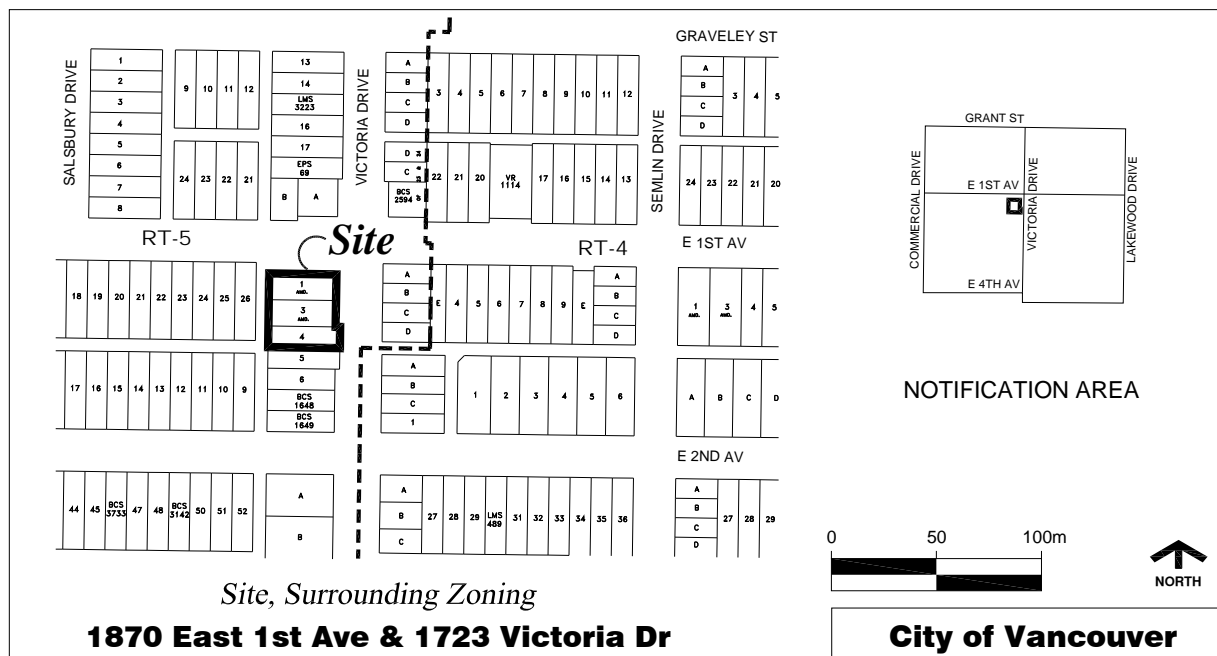 GRAVELEY ST
SALSBURY DRIVE
VICTORIA DRIVE
SEMLIN DRIVE
1
2
3
4
5
6
7
8
9 10 11 12
24 23 22 21
13
14
LMS
3223
16
17
EPS
69
B A
A
B
C
D
D
C
BCS
2594
3 4 5 6 7 8 9 10 11 12
22 21 20 VR 17 16 15 14 13
1114
A
B
C
D
3 4 5
24 23 22 21 20
RT-5
Site
RT-4
E 1ST AV
18 19 20 21 22 23 24 25 26
1
AMD.
3
AMD.
4
5
6
BCS
1648
BCS
1649
A
B
C
D
E 4 5 6 7 8 9 E
A
B
C
D
1 3 4 5
AMD. AMD.
17 16 15 14 13 12 11 10 9
A
B
C
1
1 2 3 4 5 6
A B C D
E 2ND AV
44 45 BCS 47 48 BCS 50 51 52
3733 3142
A
B
A
B
C
27 28 29 LMS 31 32 33 34 35 36
489
A
B
C
D
27 28 29
GRANT ST
COMMERCIAL DRIVE
E 1ST AV
VICTORIA DRIVE
LAKEWOOD DRIVE
E 4TH AV
NOTIFICATION AREA
0 50 100m
NORTH
Site, Surrounding Zoning
1870 East 1st Ave & 1723 Victoria Dr
City of Vancouver